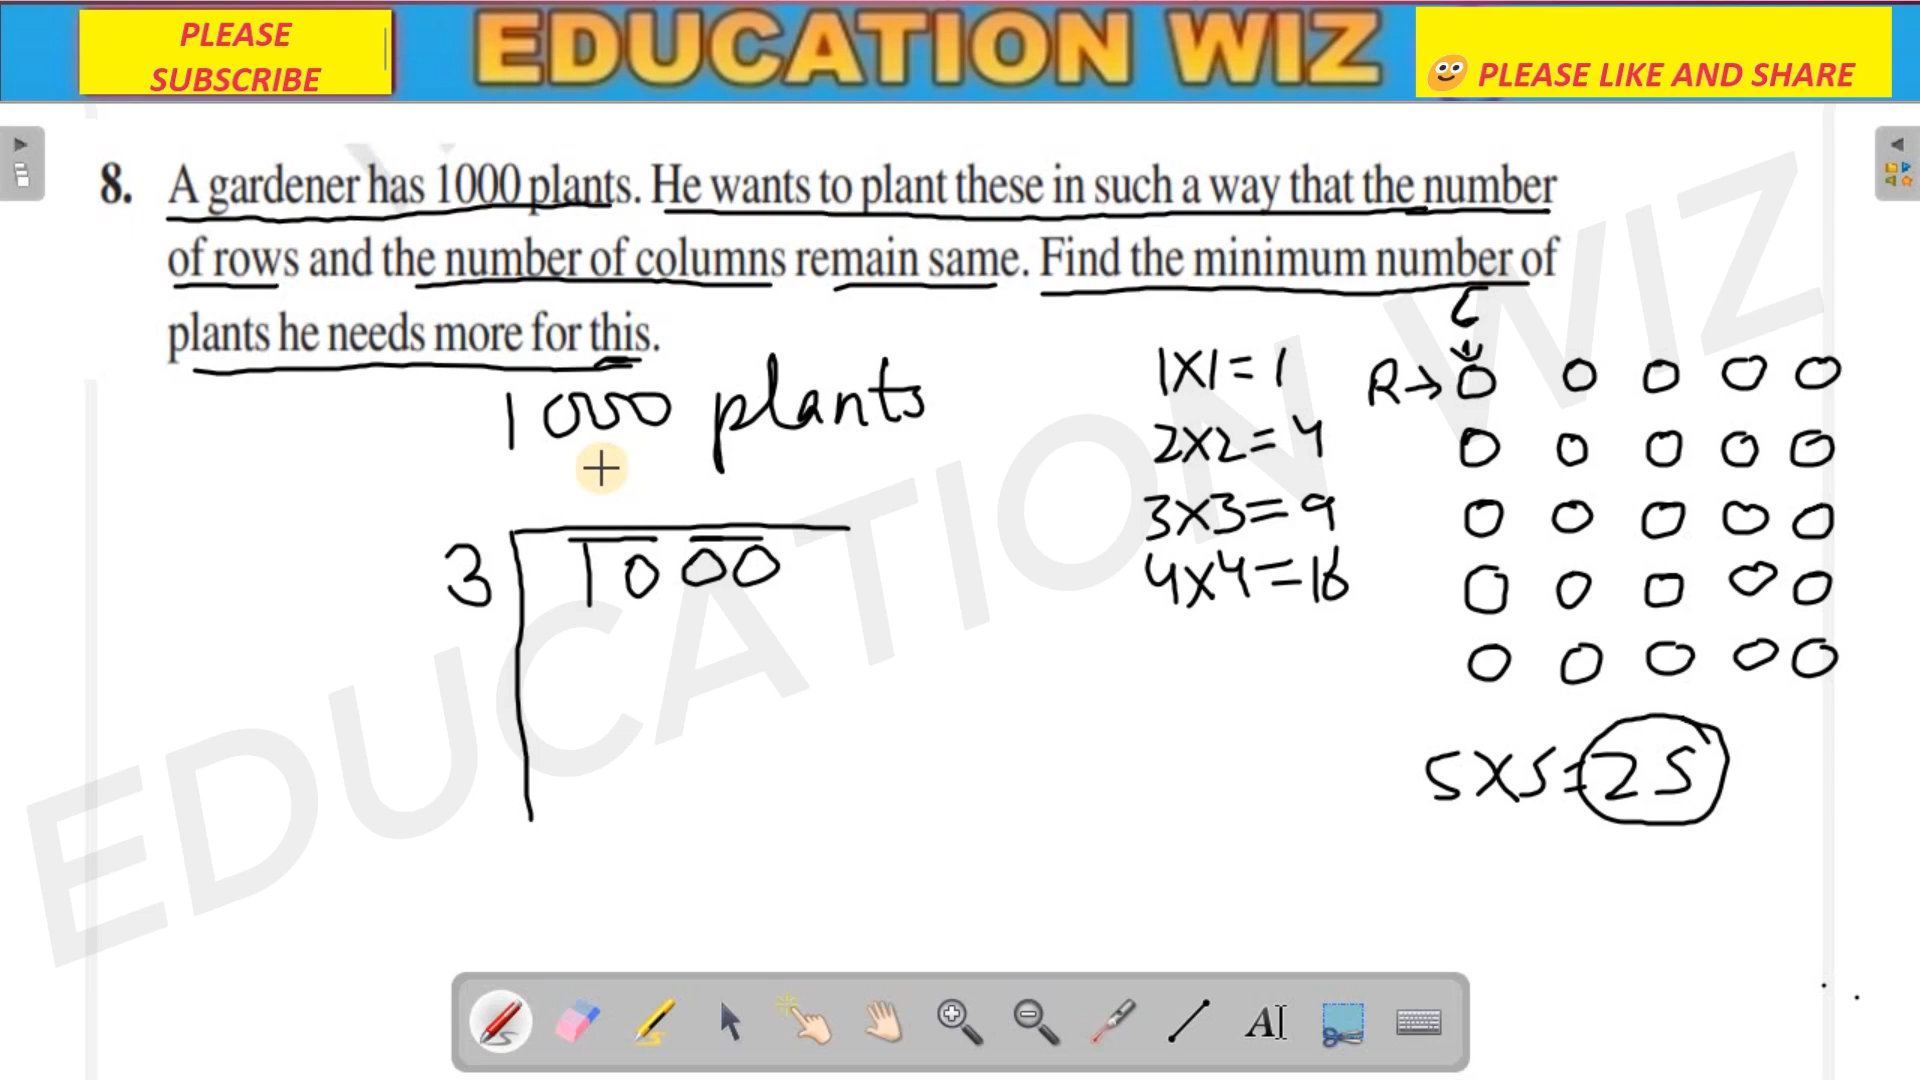 PLEASE
SUBSCRIBE
EDUCATION WIZ
PLEASE LIKE AND SHARE
8. A gardener has 1000 plants. He wants to plant these in such a way that the number
of rows and the number of columns remain same. Find the minimum number of
plants he needs more for this.
1000 plants
3 1000
1X1=1
2X2=4
3X3=9
4X4=16
C
R→
5X5=25
EDUCATION WIZ
AI